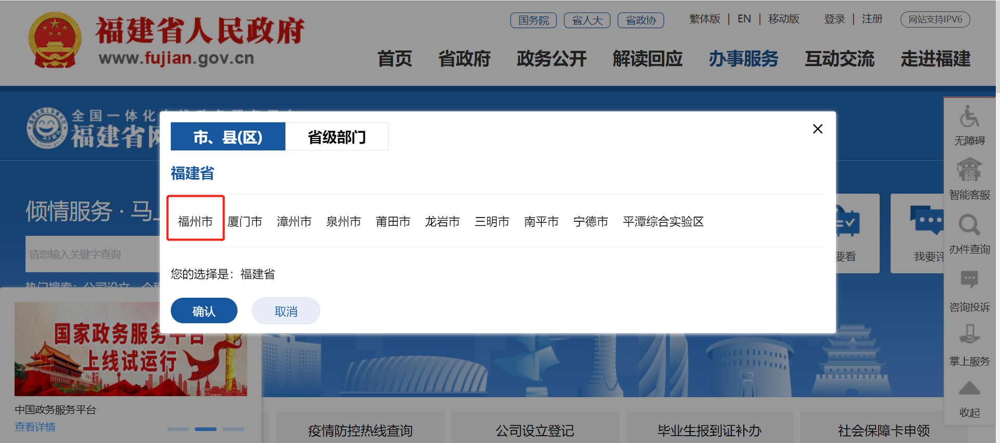 福建省人民政府
www.fujian.gov.cn
国务院 省人大 省政协 繁体版 | EN | 移动版 登录 | 注册 网站支持IPV6
首页 省政府 政务公开 解读回应 办事服务 互动交流 走进福建
全国一体化
福建省网
市、县(区) 省级部门
福建省
福州市 厦门市 漳州市 泉州市 莆田市 龙岩市 三明市 南平市 宁德市 平潭综合实验区
您的选择是：福建省
确认 取消
倾情服务 · 马上
请您输入关键字查询
热门搜索：公司设立
要看
我要评
无障碍
智能客服
办件查询
咨询投诉
掌上服务
收起
国家政务服务平台
上线试运行
中国政务服务平台
查看详情
疫情防控热线查询 公司设立登记 毕业生报到证补办 社会保障卡申领